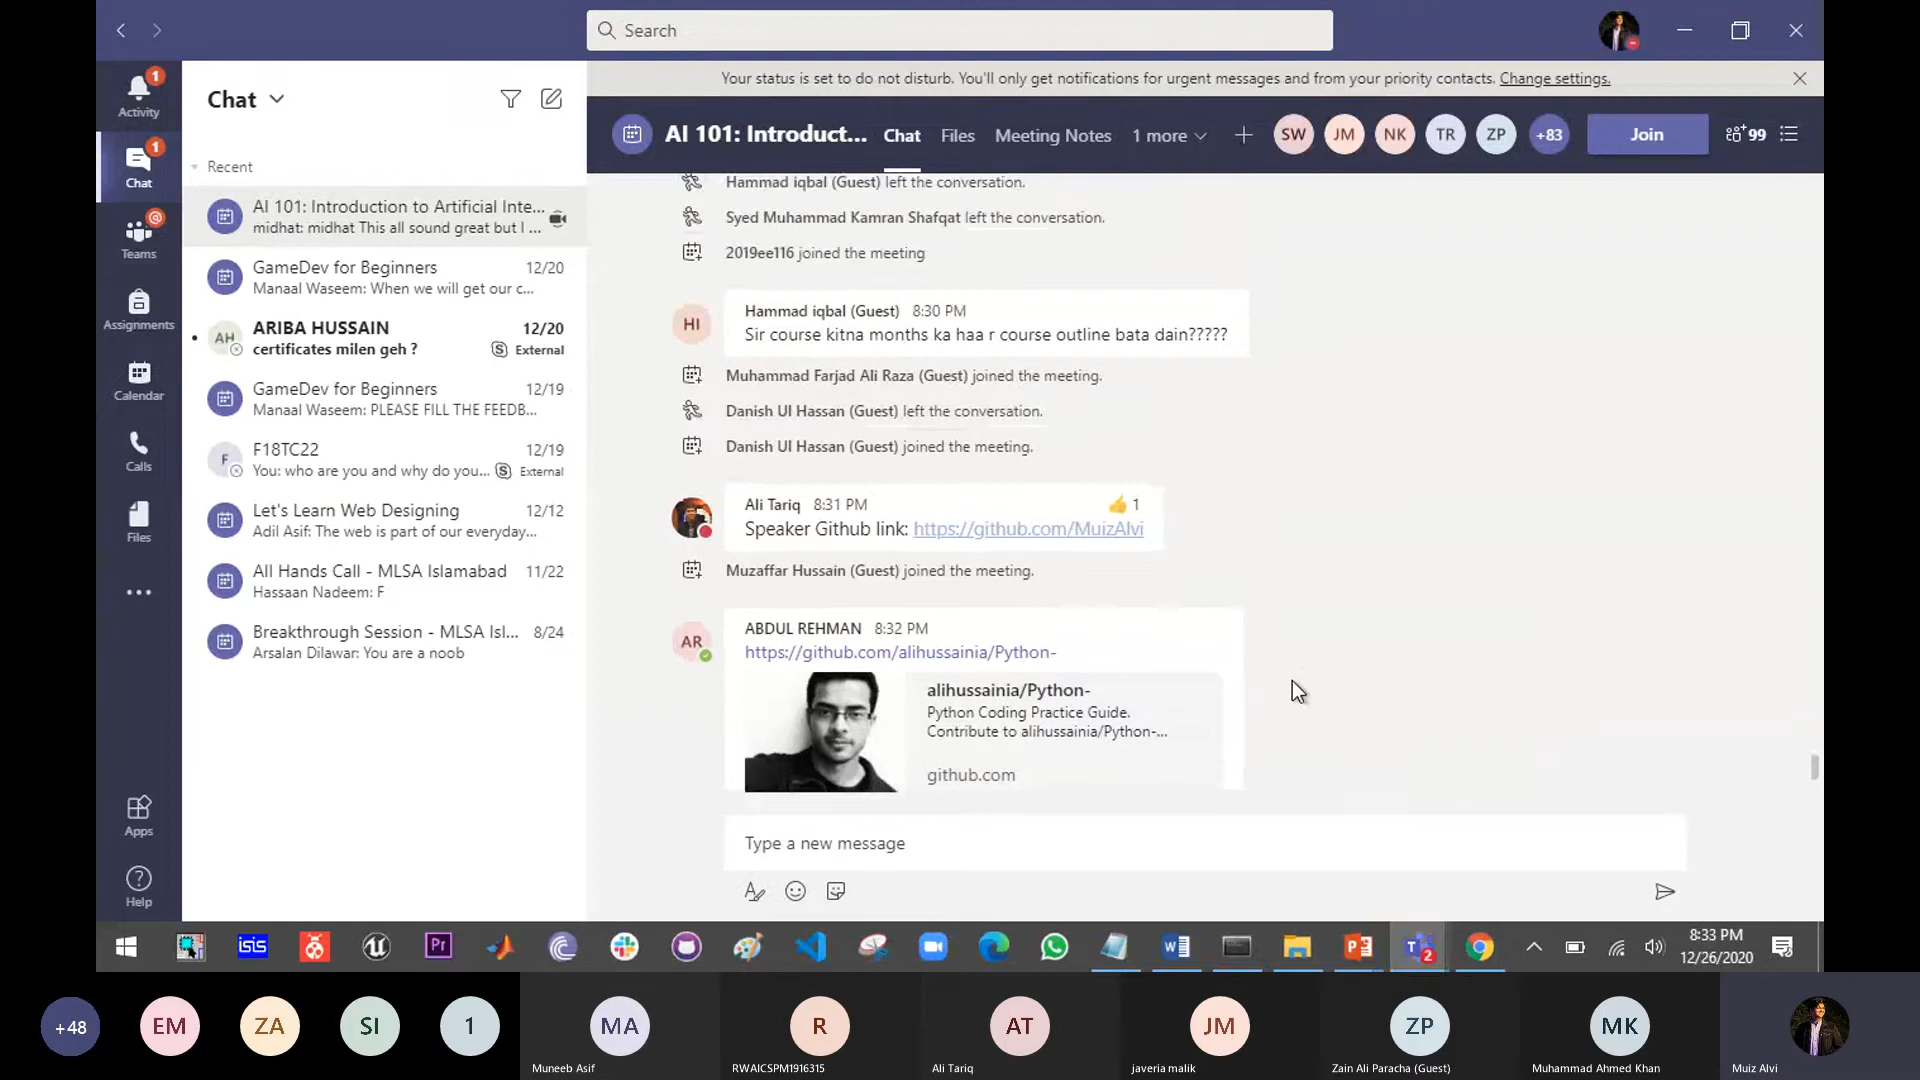 Search
Your status is set to do not disturb. You'll only get notifications for urgent messages and from your priority contacts. Change settings.
1
Activity
1
Chat
Teams
Assignments
Calendar
Calls
Files
Apps
Help
Chat
Recent
AI 101: Introduction to Artificial Inte...
midhat: midhat This all sound great but I ...
GameDev for Beginners 12/20
Manaal Waseem: When we will get our c...
AH
ARIBA HUSSAIN 12/20
certificates milen geh ? External
GameDev for Beginners 12/19
Manaal Waseem: PLEASE FILL THE FEEDB...
F
F18TC22 12/19
You: who are you and why do you... External
Let's Learn Web Designing 12/12
Adil Asif: The web is part of our everyday...
All Hands Call - MLSA Islamabad 11/22
Hassaan Nadeem: F
Breakthrough Session - MLSA Isl... 8/24
Arsalan Dilawar: You are a noob
AI 101: Introduct... Chat Files Meeting Notes 1 more SW JM NK TR ZP +83 Join 99
Hammad iqbal (Guest) left the conversation.
Syed Muhammad Kamran Shafqat left the conversation.
2019ee116 joined the meeting
HI
Hammad iqbal (Guest) 8:30 PM
Sir course kitna months ka haa r course outline bata dain?????
Muhammad Farjad Ali Raza (Guest) joined the meeting.
Danish Ul Hassan (Guest) left the conversation.
Danish Ul Hassan (Guest) joined the meeting.
Ali Tariq 8:31 PM 1
Speaker Github link: https://github.com/MuizAlvi
Muzaffar Hussain (Guest) joined the meeting.
AR
ABDUL REHMAN 8:32 PM
https://github.com/alihussainia/Python-
alihussainia/Python-
Python Coding Practice Guide.
Contribute to alihussainia/Python-...
github.com
Type a new message
isis
Pr
2
8:33 PM
12/26/2020
+48 EM ZA SI 1 MA R AT JM ZP MK
Muneeb Asif RWAICSPM1916315 Ali Tariq javeria malik Zain Ali Paracha (Guest) Muhammad Ahmed Khan Muiz Alvi